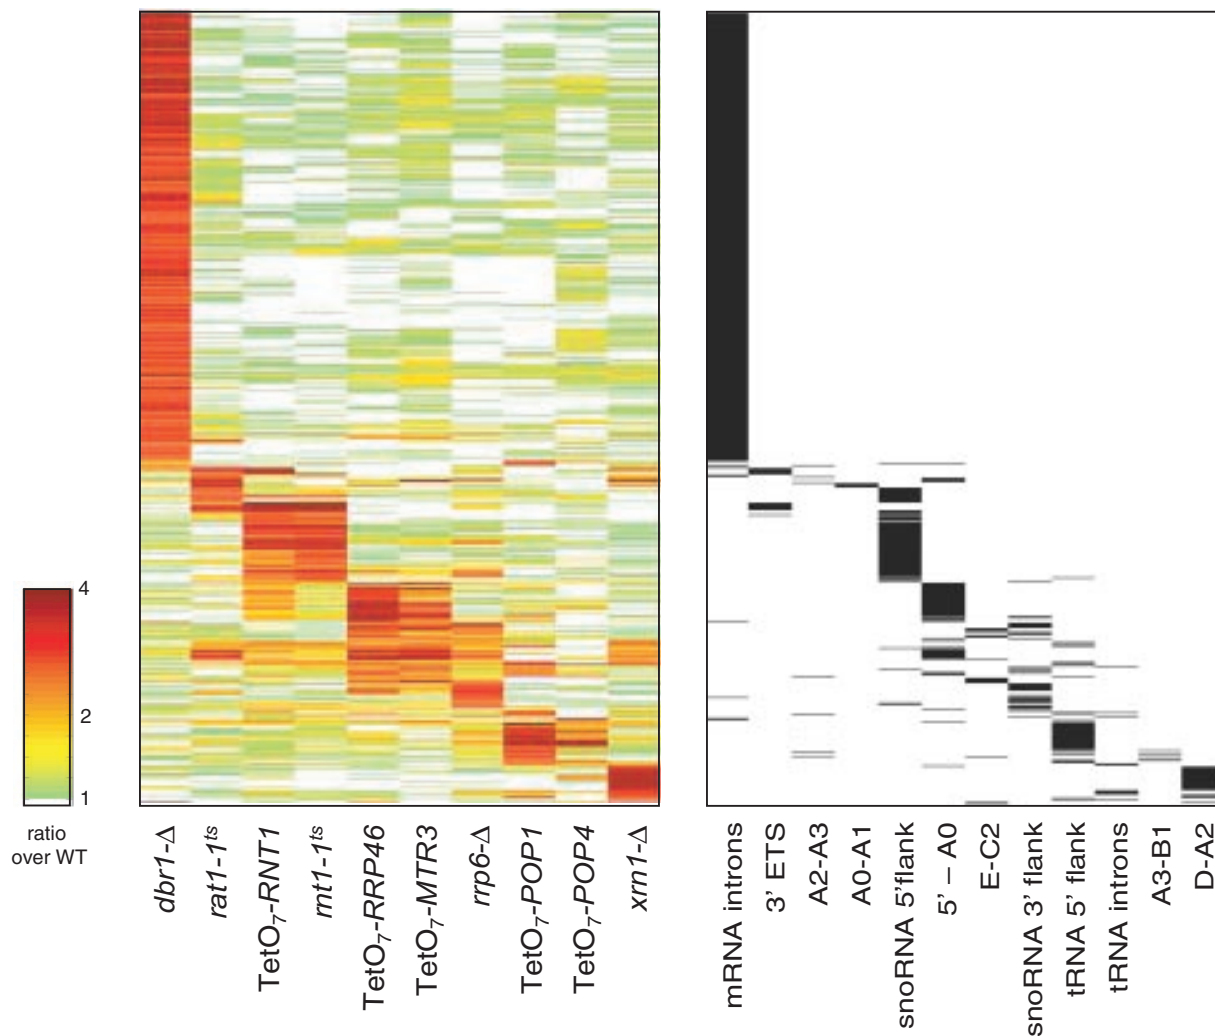 4
2
1
ratio
over WT
dbr1-Δ
rat1-1ts
TetO7-RNT1
rnt1-1ts
TetO7-RRP46
TetO7-MTR3
rrp6-Δ
TetO7-POP1
TetO7-POP4
xrn1-Δ
mRNA introns
3' ETS
A2-A3
A0-A1
snoRNA 5'flank
5' – A0
E-C2
snoRNA 3' flank
tRNA 5' flank
tRNA introns
A3-B1
D-A2